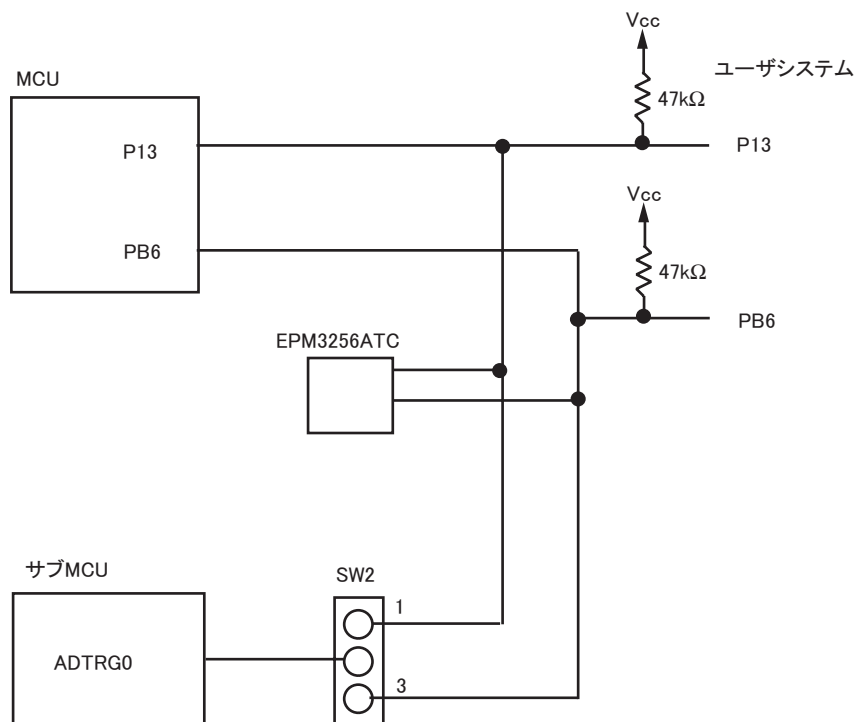 Vcc
ユーザシステム
MCU
47kΩ
P13
P13
Vcc
PB6
47kΩ
PB6
EPM3256ATC
サブMCU
SW2
1
ADTRG0
3